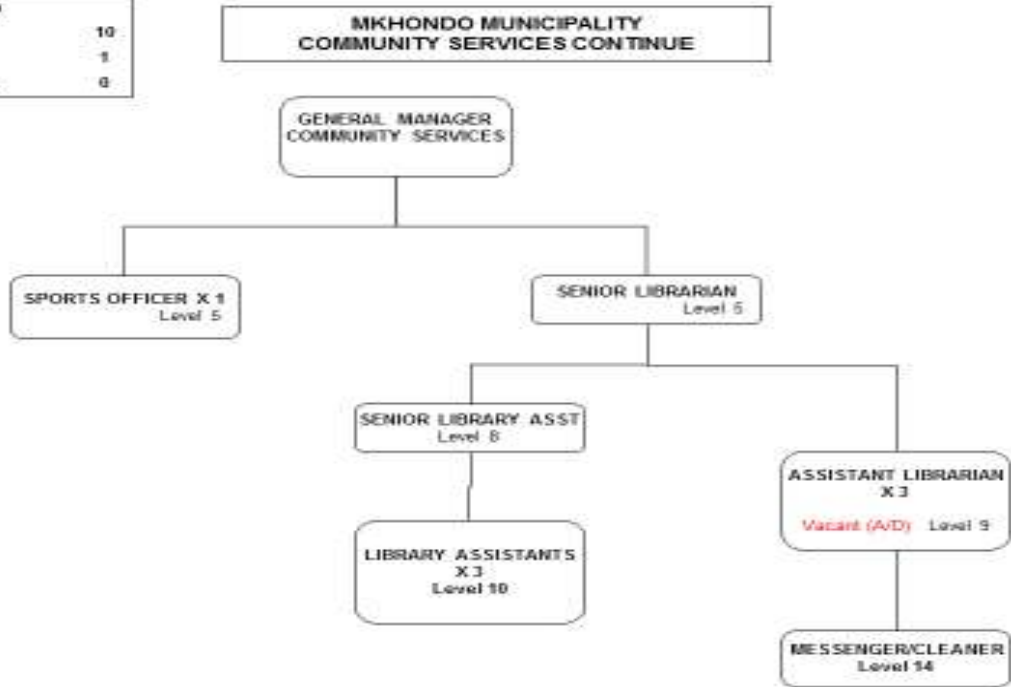 10
1
0
MKHONDO MUNICIPALITY
COMMUNITY SERVICES CONTINUE
GENERAL MANAGER
COMMUNITY SERVICES
SPORTS OFFICER X 1
Level 5
SENIOR LIBRARIAN
Level 5
SENIOR LIBRARY ASST
Level 8
ASSISTANT LIBRARIAN
X 3
Vacant (A/D) Level 9
LIBRARY ASSISTANTS
X 3
Level 10
MESSENGER/CLEANER
Level 14